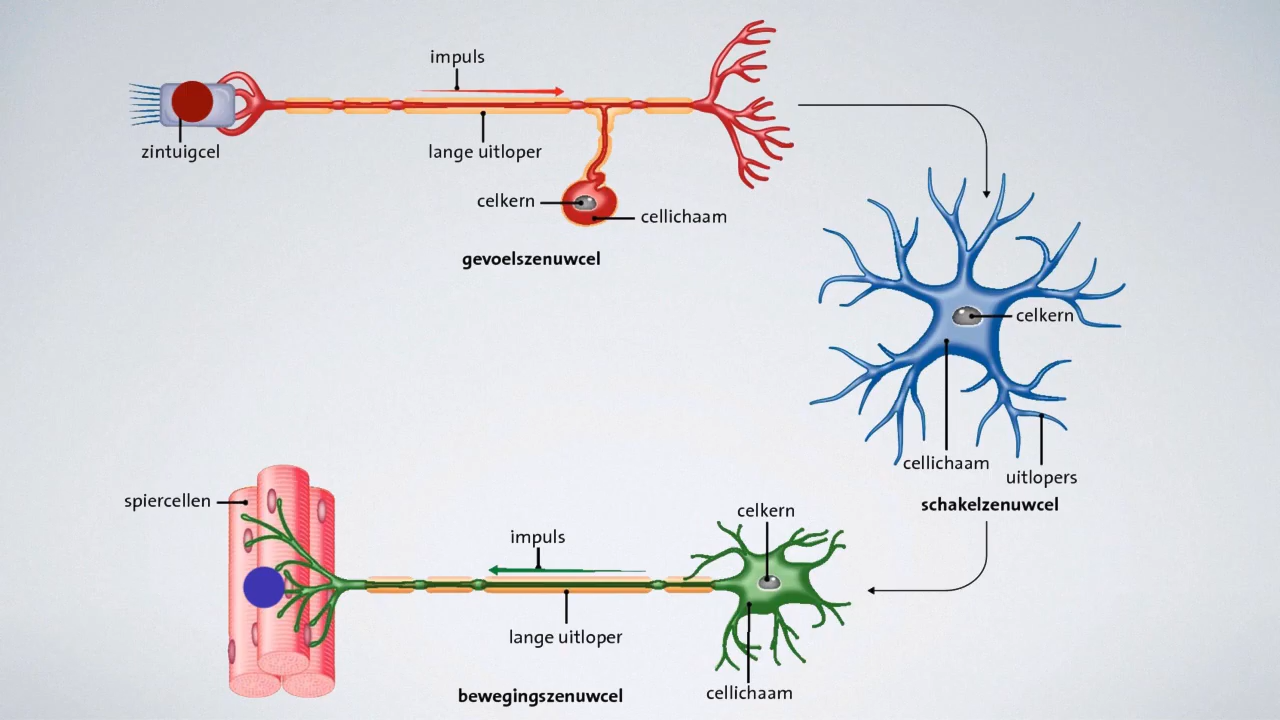 impuls
zintuigcel
lange uitloper
celkern
cellichaam
gevoelszenuwcel
celkern
cellichaam
uitlopers
schakelzenuwcel
spiercellen
impuls
celkern
lange uitloper
cellichaam
bewegingszenuwcel